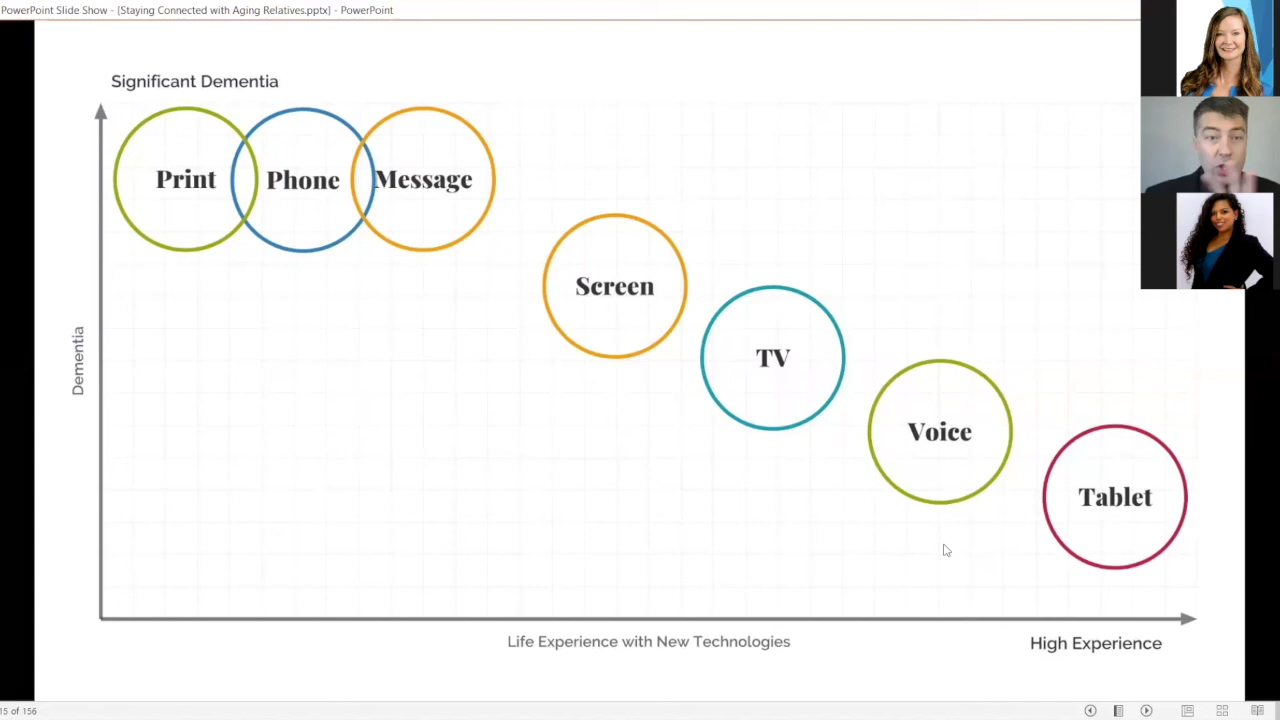 PowerPoint Slide Show - [Staying Connected with Aging Relatives.pptx] - PowerPoint
Significant Dementia
Print
Phone
Message
Screen
TV
Voice
Tablet
Dementia
Life Experience with New Technologies
High Experience
15 of 156